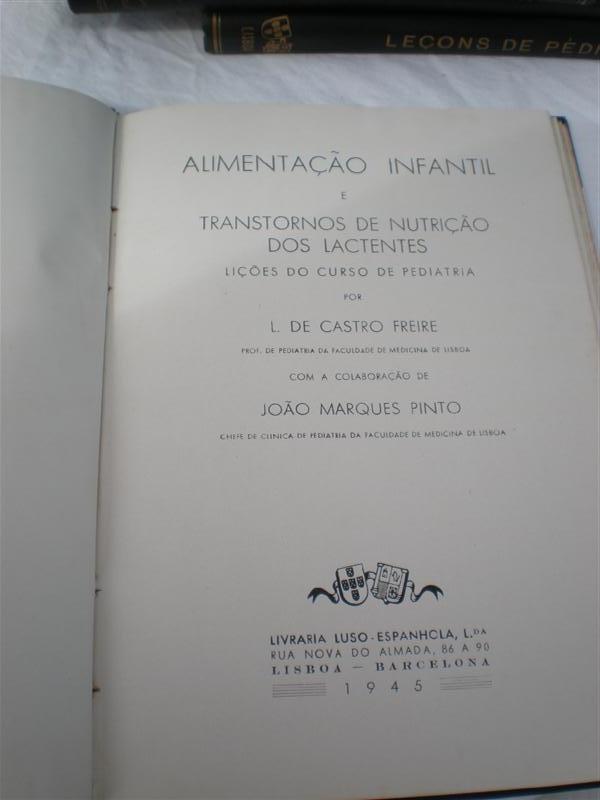 LEÇONS DE PÉDI
ALIMENTAÇÃO INFANTIL
E
TRANSTORNOS DE NUTRIÇÃO
DOS LACTENTES
LIÇÕES DO CURSO DE PEDIATRIA
POR
L. DE CASTRO FREIRE
PROF. DE PEDIATRIA DA FACULDADE DE MEDICINA DE LISBOA
COM A COLABORAÇÃO DE
JOÃO MARQUES PINTO
CHEFE DE CLINICA DE PEDIATRIA DA FACULDADE DE MEDICINA DE LISBOA
LIVRARIA LUSO-ESPANHOLA, L.DA
RUA NOVA DO ALMADA, 86 A 90
LISBOA — BARCELONA
1945